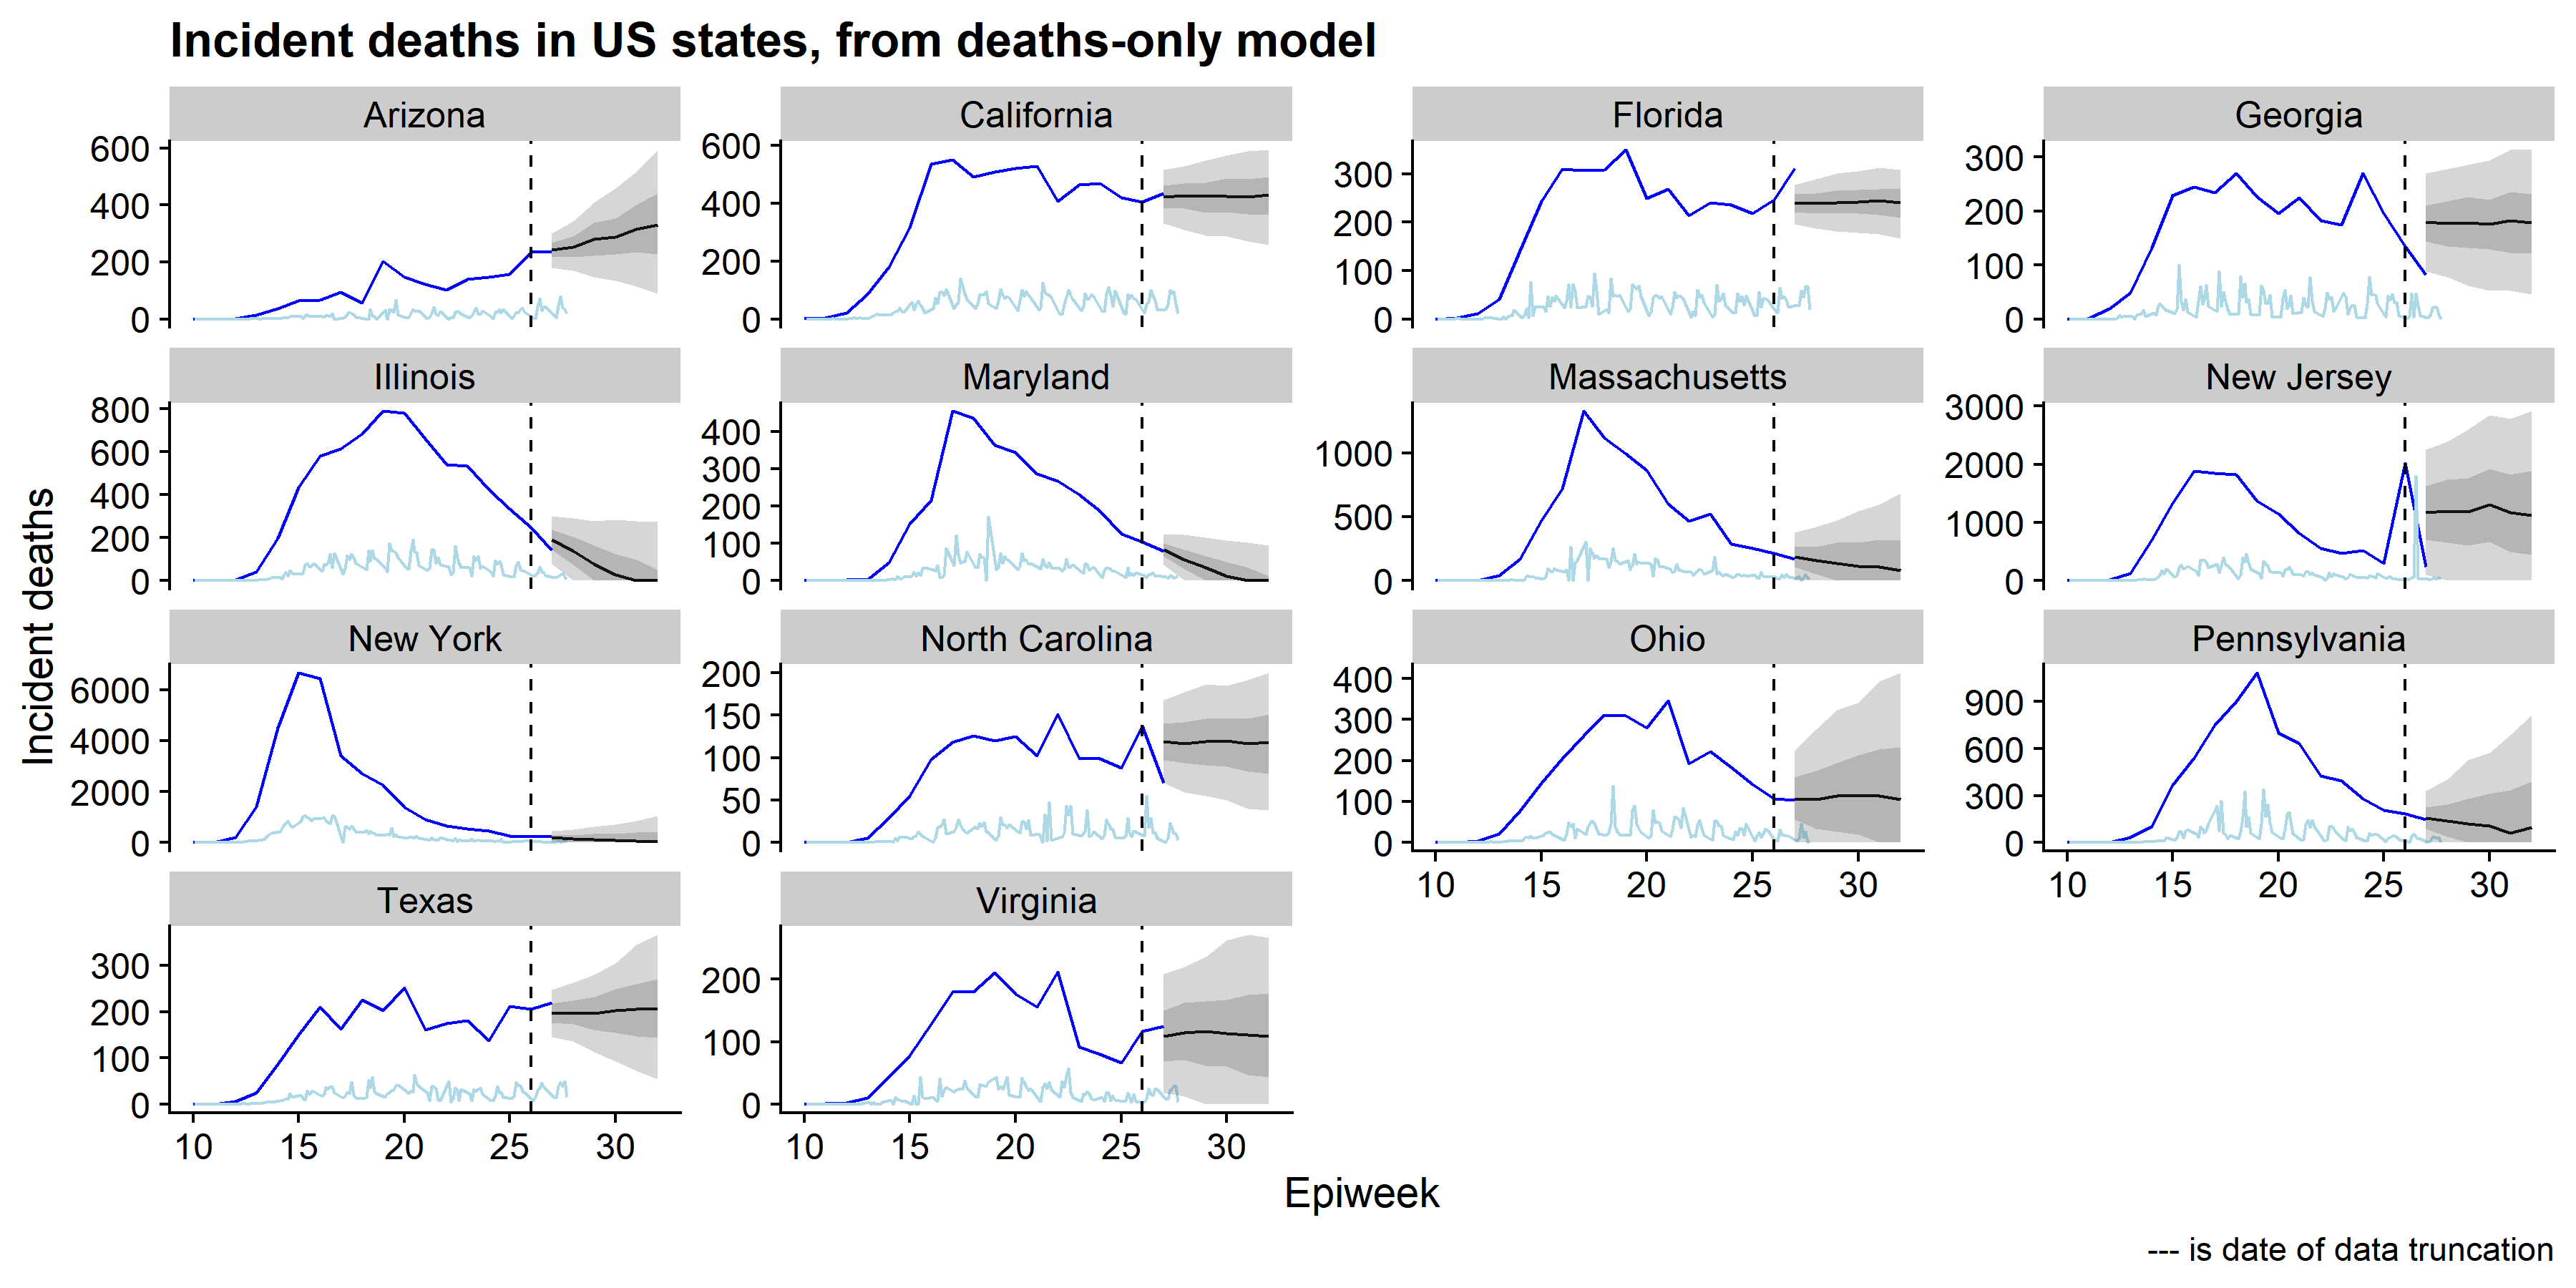 Incident deaths in US states, from deaths-only model
Arizona California Florida Georgia
600 400 200 0
600 400 200 0
300 200 100 0
300 200 100 0
Illinois Maryland Massachusetts New Jersey
800 600 400 200 0
400 300 200 100 0
1000 500 0
3000 2000 1000 0
Incident deaths
New York North Carolina Ohio Pennsylvania
6000 4000 2000 0
200 150 100 50 0
400 300 200 100 0
900 600 300 0
10 15 20 25 30
10 15 20 25 30
Texas Virginia
300 200 100 0
200 100 0
10 15 20 25 30
10 15 20 25 30
Epiweek
--- is date of data truncation